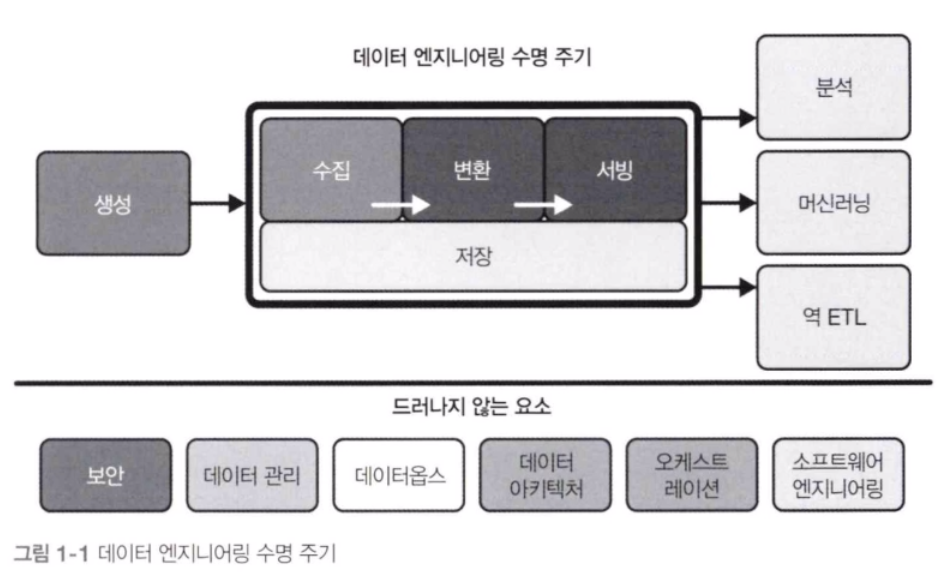 데이터 엔지니어링 수명 주기
생성
수집
변환
서빙
저장
분석
머신러닝
역 ETL
드러나지 않는 요소
보안
데이터 관리
데이터옵스
데이터
아키텍처
오케스트
레이션
소프트웨어
엔지니어링
그림 1-1 데이터 엔지니어링 수명 주기